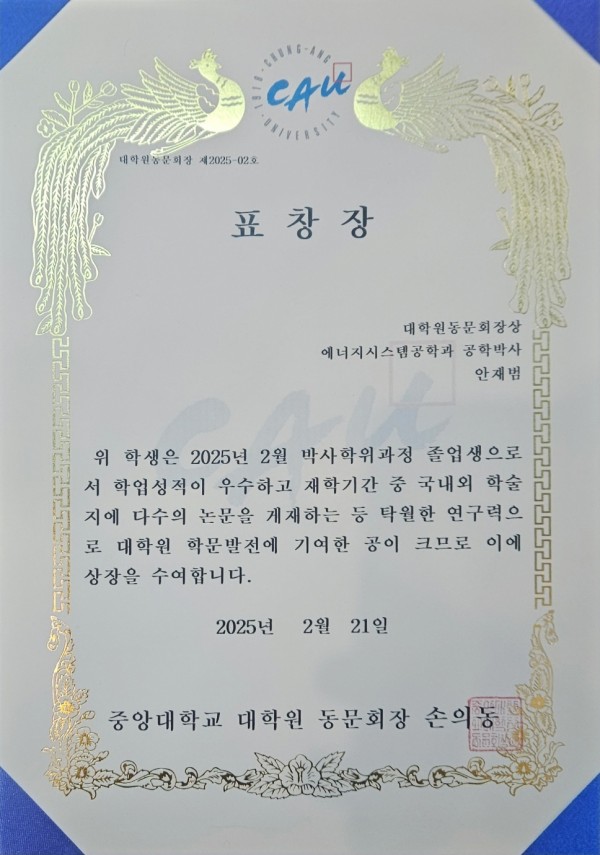 1918·CHUNG-ANG
CAU
UNIVERSITY
대학원동문회장 제2025-02호
표 창 장
대학원동문회장상
에너지시스템공학과 공학박사
안재범
위 학생은 2025년 2월 박사학위과정 졸업생으로
서 학업성적이 우수하고 재학기간 중 국내외 학술
지에 다수의 논문을 게재하는 등 탁월한 연구력으
로 대학원 학문발전에 기여한 공이 크므로 이에
상장을 수여합니다.
2025년 2월 21일
중앙대학교 대학원 동문회장 손의동